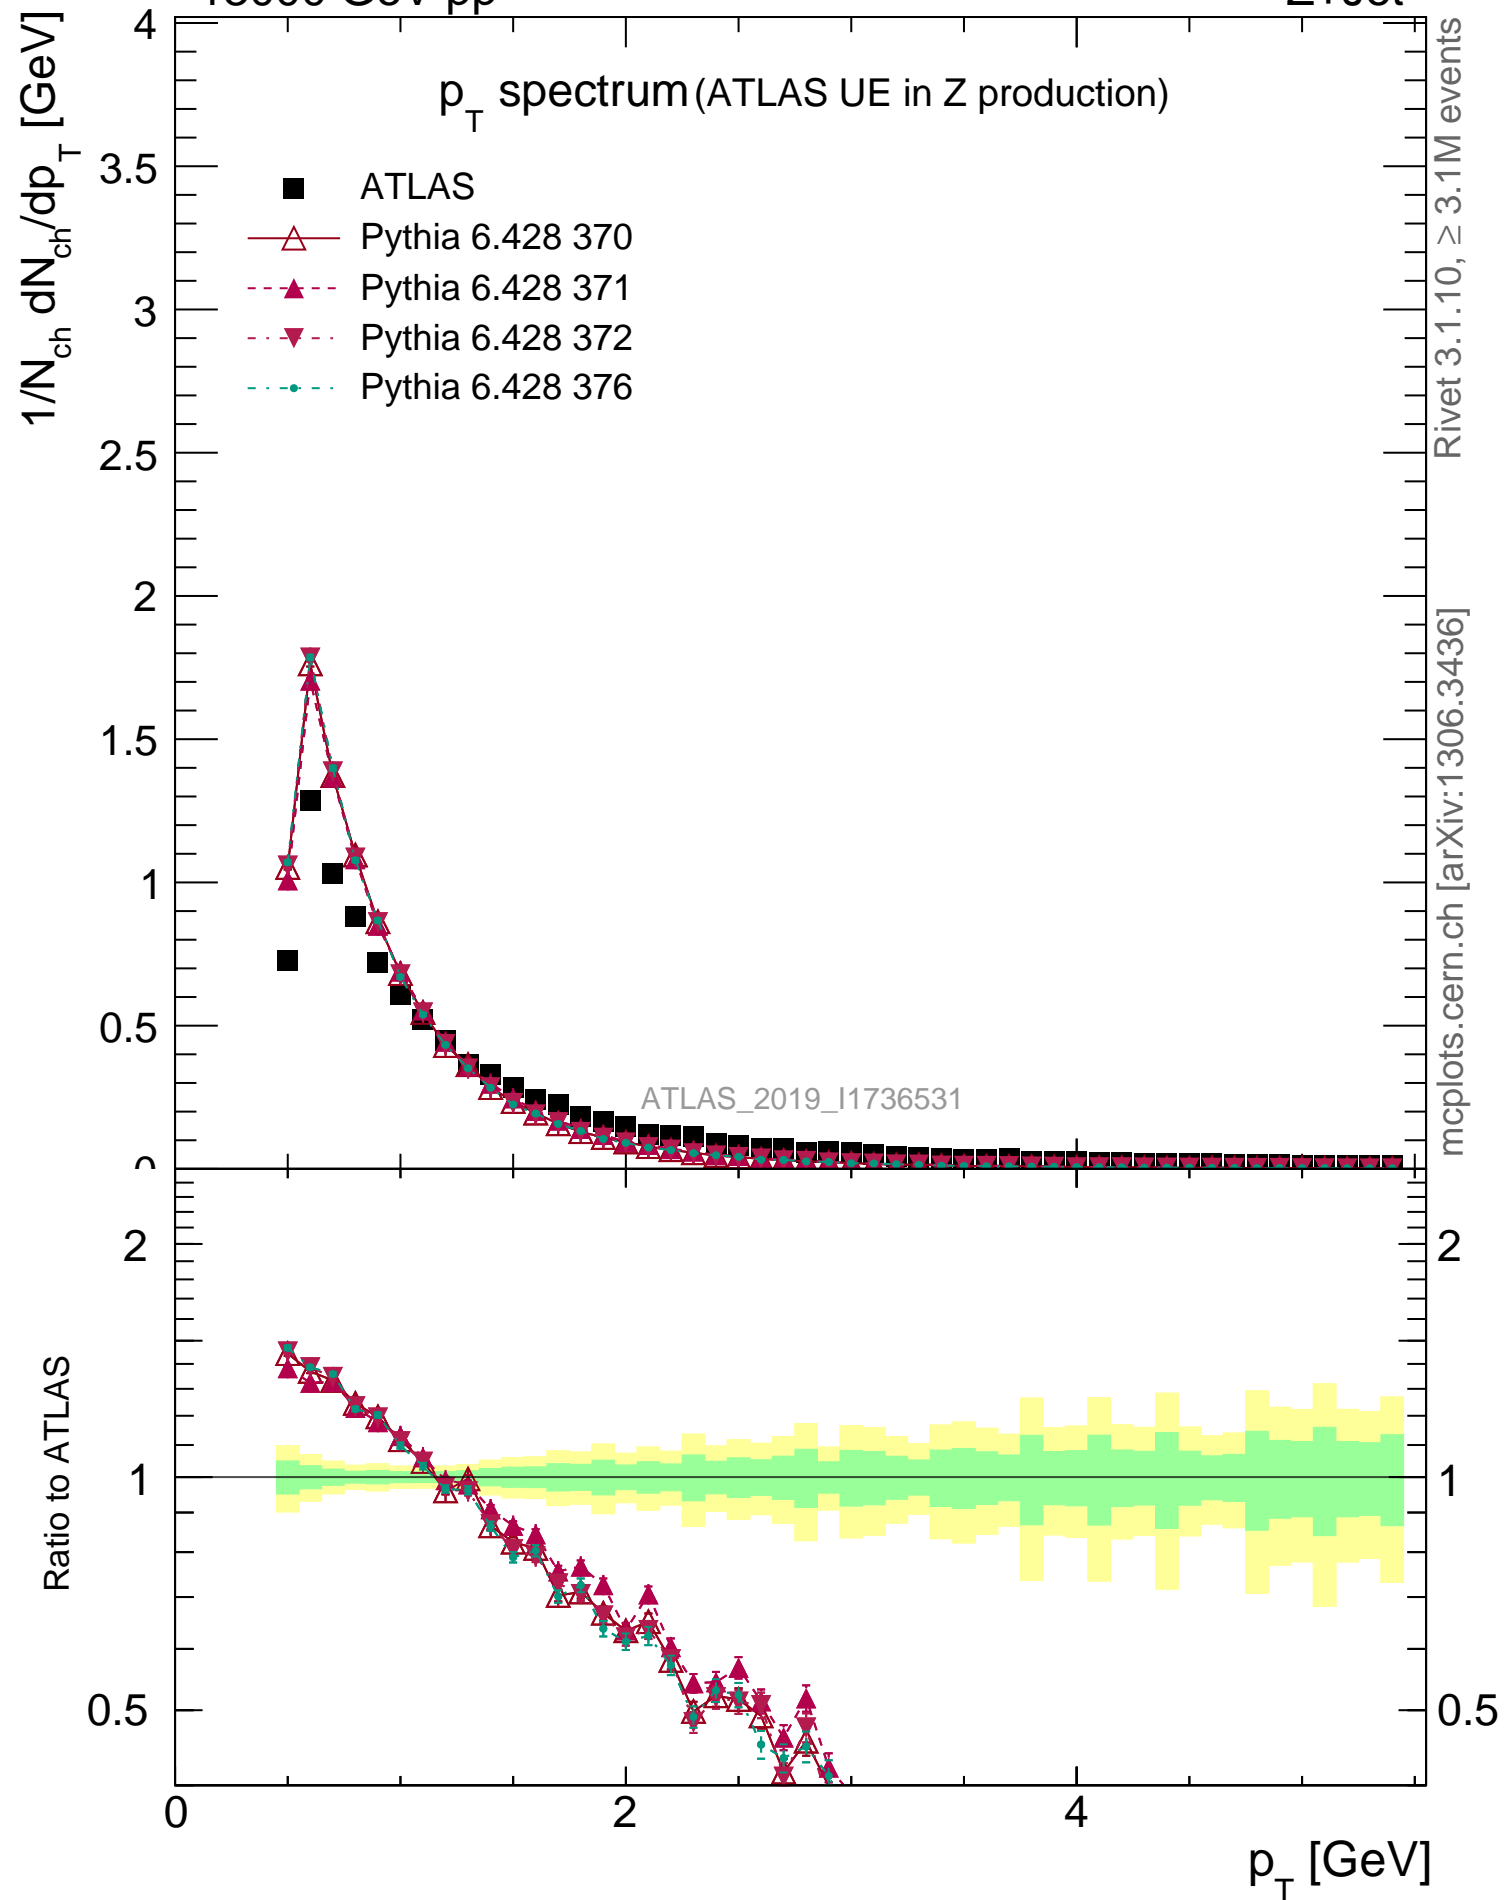 4
3.5
3
2.5
2
1.5
1
0.5
1/N_ch dN_ch/dp_T [GeV]
p_T spectrum (ATLAS UE in Z production)
ATLAS
Pythia 6.428 370
Pythia 6.428 371
Pythia 6.428 372
Pythia 6.428 376
ATLAS_2019_I1736531
Rivet 3.1.10, ≥ 3.1M events
mcplots.cern.ch [arXiv:1306.3436]
Ratio to ATLAS
2
1
0.5
2
1
0.5
0
2
4
p_T [GeV]